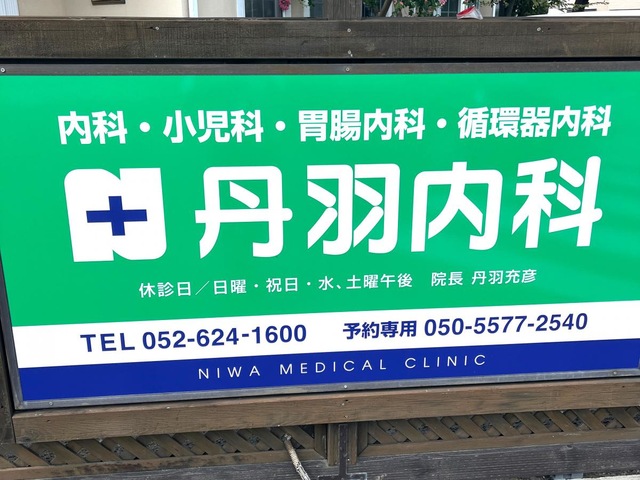 内科・小児科・胃腸内科・循環器内科
丹羽内科
休診日／日曜・祝日・水、土曜午後 院長 丹羽充彦
TEL 052-624-1600 予約専用 050-5577-2540
NIWA MEDICAL CLINIC